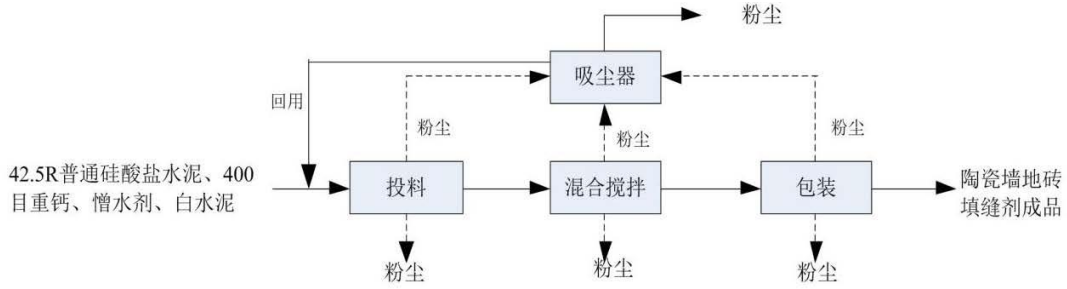 粉尘
吸尘器
回用
粉尘
粉尘
粉尘
42.5R普通硅酸盐水泥、400
目重钙、憎水剂、白水泥
投料
混合搅拌
包装
陶瓷墙地砖
填缝剂成品
粉尘
粉尘
粉尘